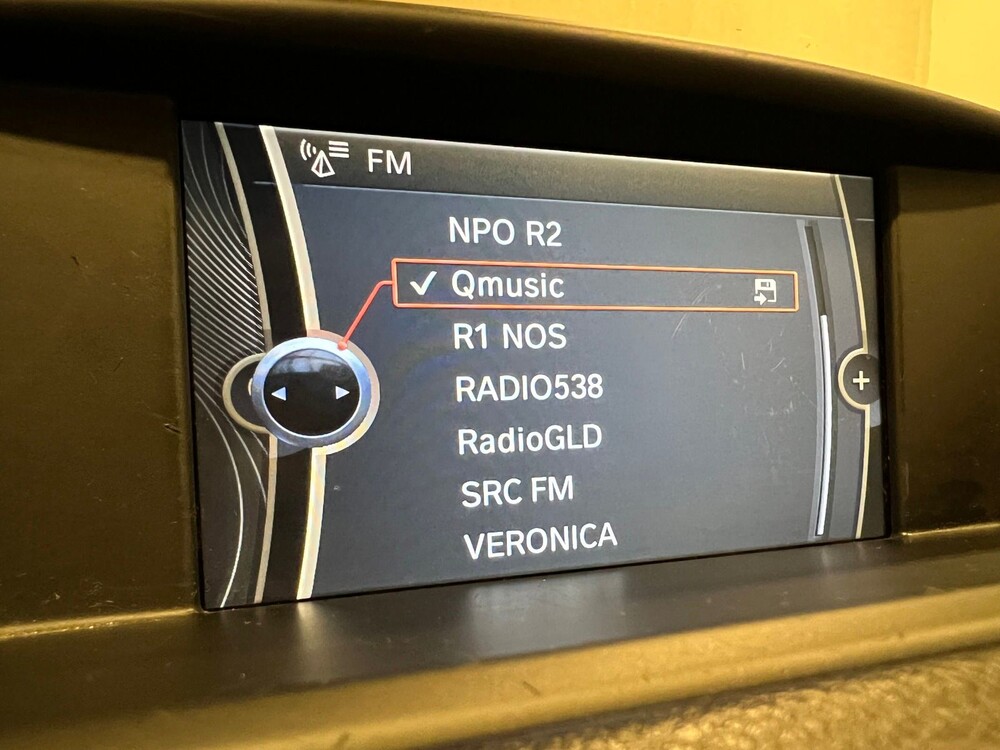 FM
NPO R2
✓ Qmusic
R1 NOS
RADIO538
RadioGLD
SRC FM
VERONICA
+